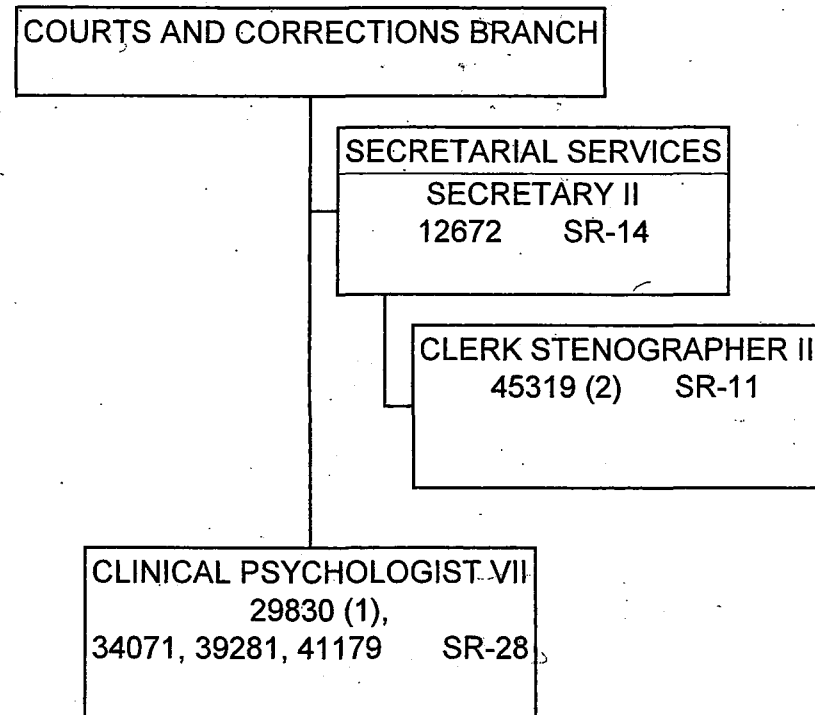 COURTS AND CORRECTIONS BRANCH
SECRETARIAL SERVICES
SECRETARY II
12672 SR-14
CLERK STENOGRAPHER II
45319 (2) SR-11
CLINICAL PSYCHOLOGIST VII
29830 (1),
34071, 39281, 41179 SR-28